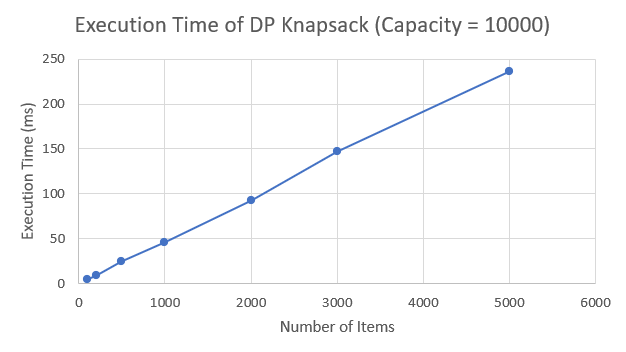 Execution Time of DP Knapsack (Capacity = 10000)
250
200
150
100
50
0
Execution Time (ms)
0 1000 2000 3000 4000 5000 6000
Number of Items